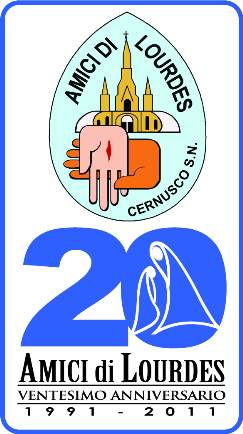 AMICI DI LOURDES
CERNUSCO S.N.
20
AMICI di LOURDES
VENTESIMO ANNIVERSARIO
1991 - 2011